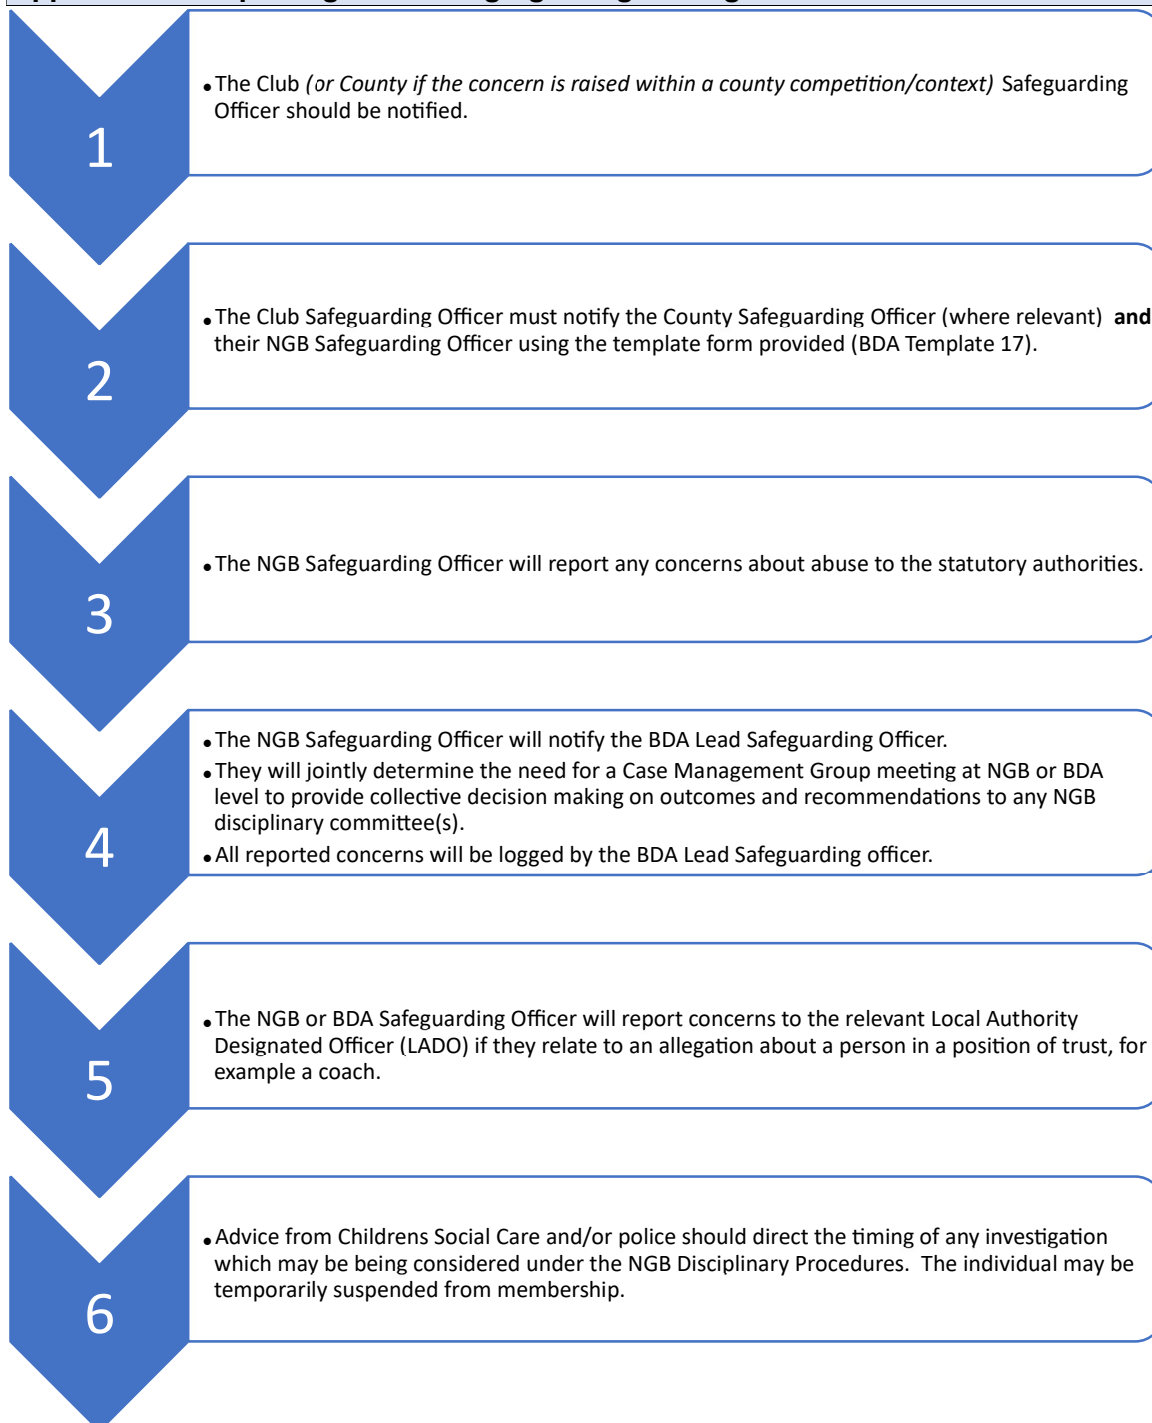 1
•The Club (or County if the concern is raised within a county competition/context) Safeguarding
Officer should be notified.
2
•The Club Safeguarding Officer must notify the County Safeguarding Officer (where relevant) and
their NGB Safeguarding Officer using the template form provided (BDA Template 17).
3
•The NGB Safeguarding Officer will report any concerns about abuse to the statutory authorities.
4
•The NGB Safeguarding Officer will notify the BDA Lead Safeguarding Officer.
•They will jointly determine the need for a Case Management Group meeting at NGB or BDA
level to provide collective decision making on outcomes and recommendations to any NGB
disciplinary committee(s).
•All reported concerns will be logged by the BDA Lead Safeguarding officer.
5
•The NGB or BDA Safeguarding Officer will report concerns to the relevant Local Authority
Designated Officer (LADO) if they relate to an allegation about a person in a position of trust, for
example a coach.
6
•Advice from Childrens Social Care and/or police should direct the timing of any investigation
which may be being considered under the NGB Disciplinary Procedures.  The individual may be
temporarily suspended from membership.